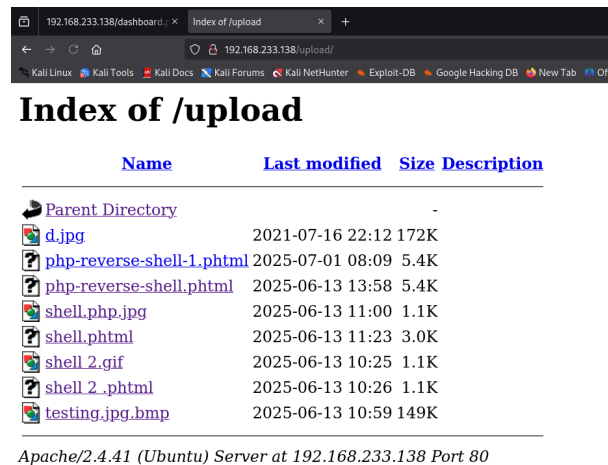 192.168.233.138/dashboard.p × Index of /upload × +
192.168.233.138/upload/
Kali Linux Kali Tools Kali Docs Kali Forums Kali NetHunter Exploit-DB Google Hacking DB New Tab Of
Index of /upload
Name Last modified Size Description
Parent Directory -
d.jpg 2021-07-16 22:12 172K
php-reverse-shell-1.phtml 2025-07-01 08:09 5.4K
php-reverse-shell.phtml 2025-06-13 13:58 5.4K
shell.php.jpg 2025-06-13 11:00 1.1K
shell.phtml 2025-06-13 11:23 3.0K
shell 2.gif 2025-06-13 10:25 1.1K
shell 2 .phtml 2025-06-13 10:26 1.1K
testing.jpg.bmp 2025-06-13 10:59 149K
Apache/2.4.41 (Ubuntu) Server at 192.168.233.138 Port 80